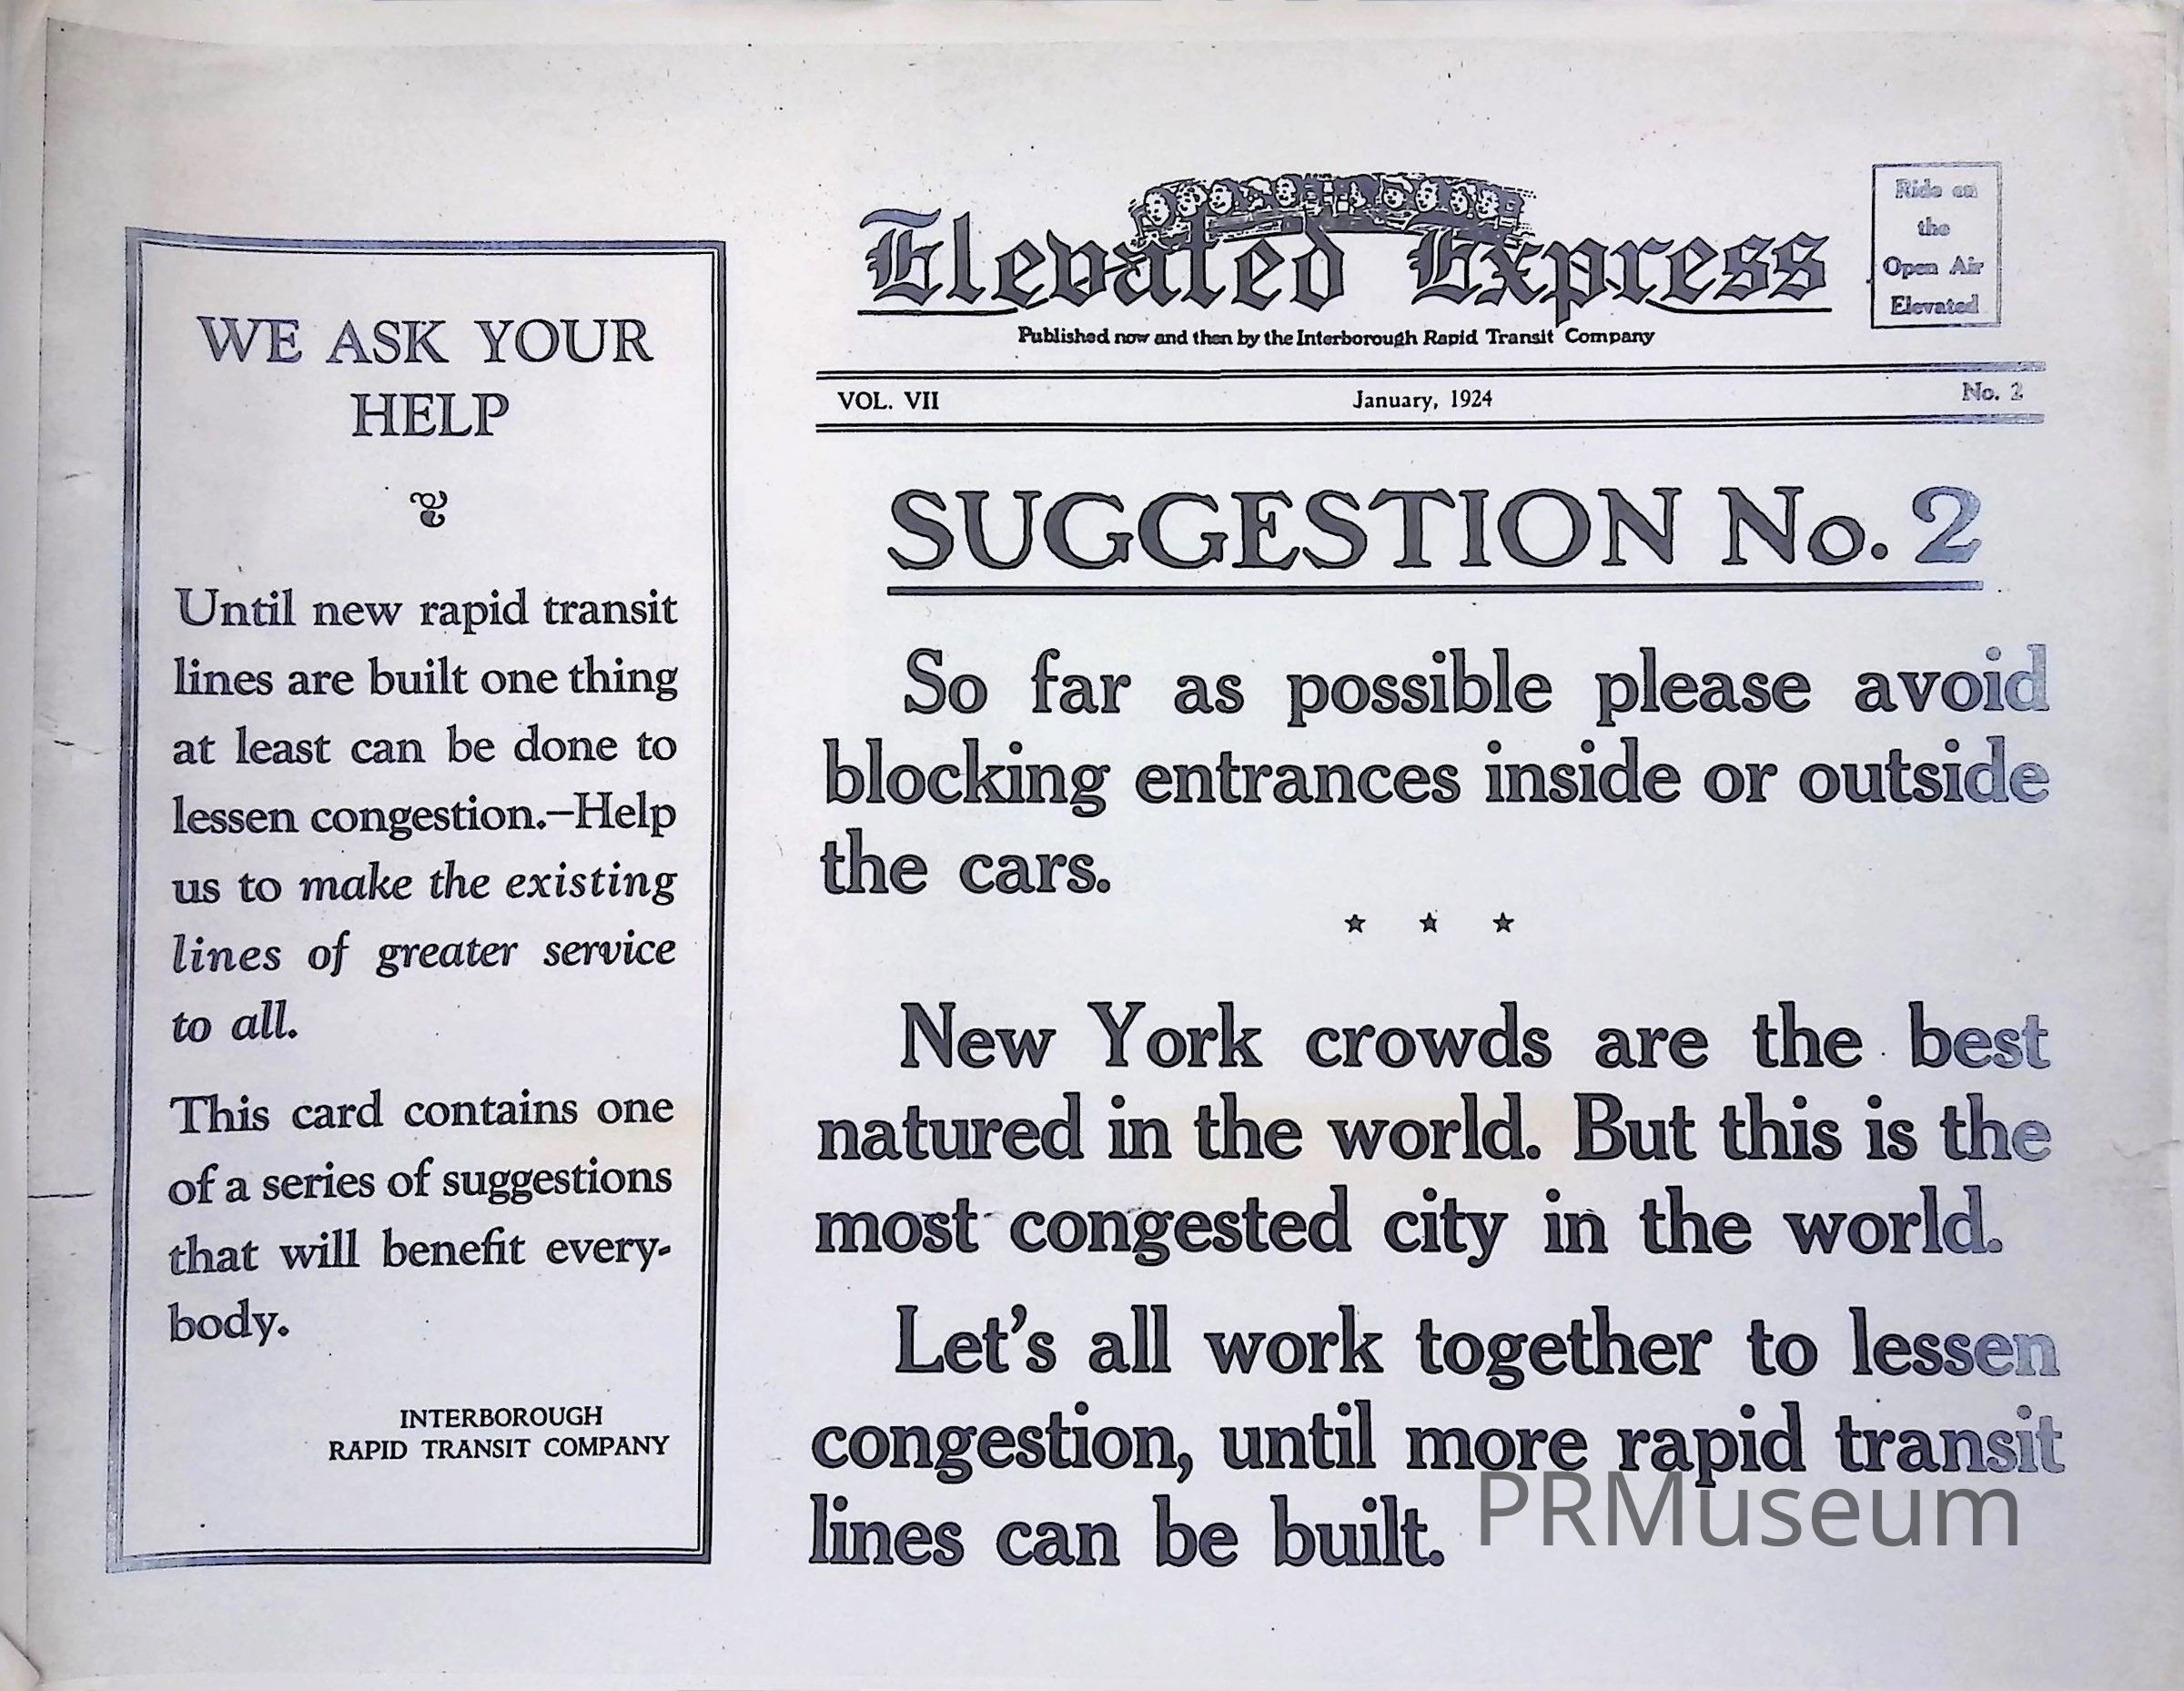 WE ASK YOUR
HELP
Until new rapid transit
lines are built one thing
at least can be done to
lessen congestion.—Help
us to make the existing
lines of greater service
to all.
This card contains one
of a series of suggestions
that will benefit every-
body.
INTERBOROUGH
RAPID TRANSIT COMPANY
Elevated Express
Published now and then by the Interborough Rapid Transit Company
Ride on
the
Open Air
Elevated
VOL. VII January, 1924 No. 2
SUGGESTION No. 2
So far as possible please avoid
blocking entrances inside or outside
the cars.
★ ★ ★
New York crowds are the best
natured in the world. But this is the
most congested city in the world.
Let's all work together to lessen
congestion, until more rapid transit
lines can be built.
PRMuseum